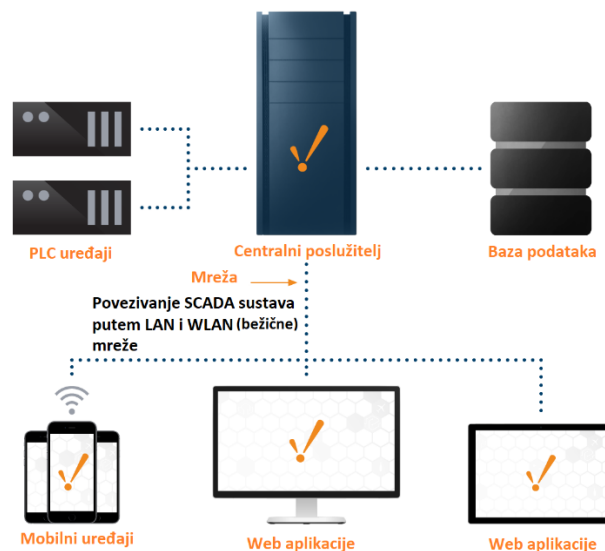 PLC uređaji
Centralni poslužitelj
Baza podataka
Mreža
Povezivanje SCADA sustava
putem LAN i WLAN (bežične)
mreže
Mobilni uređaji
Web aplikacije
Web aplikacije